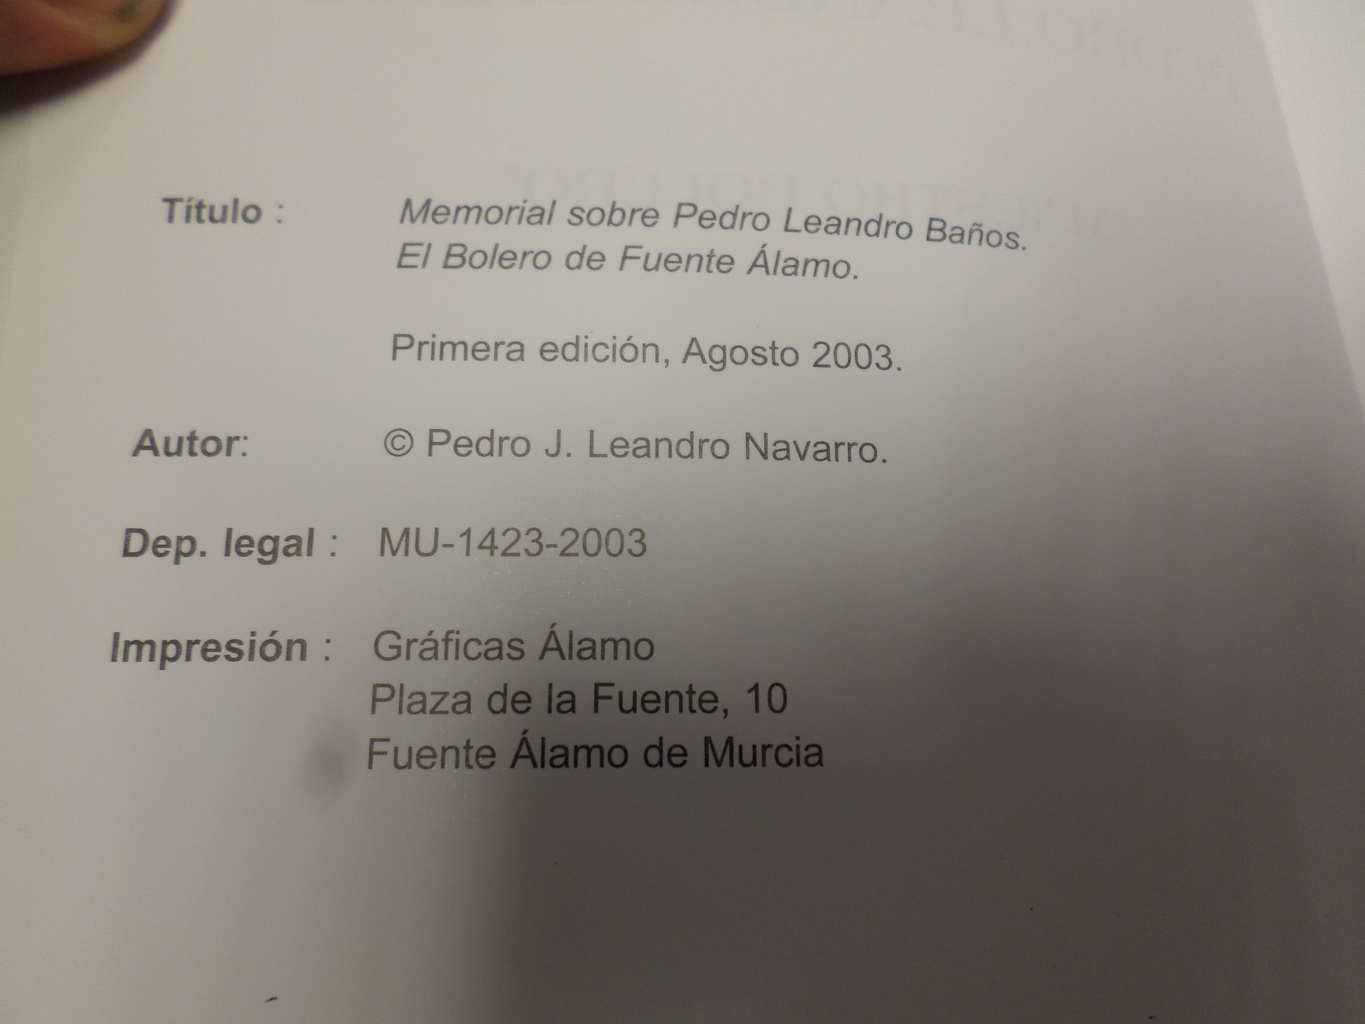 Título : Memorial sobre Pedro Leandro Baños.
El Bolero de Fuente Álamo.
Primera edición, Agosto 2003.
Autor: © Pedro J. Leandro Navarro.
Dep. legal : MU-1423-2003
Impresión : Gráficas Álamo
Plaza de la Fuente, 10
Fuente Álamo de Murcia